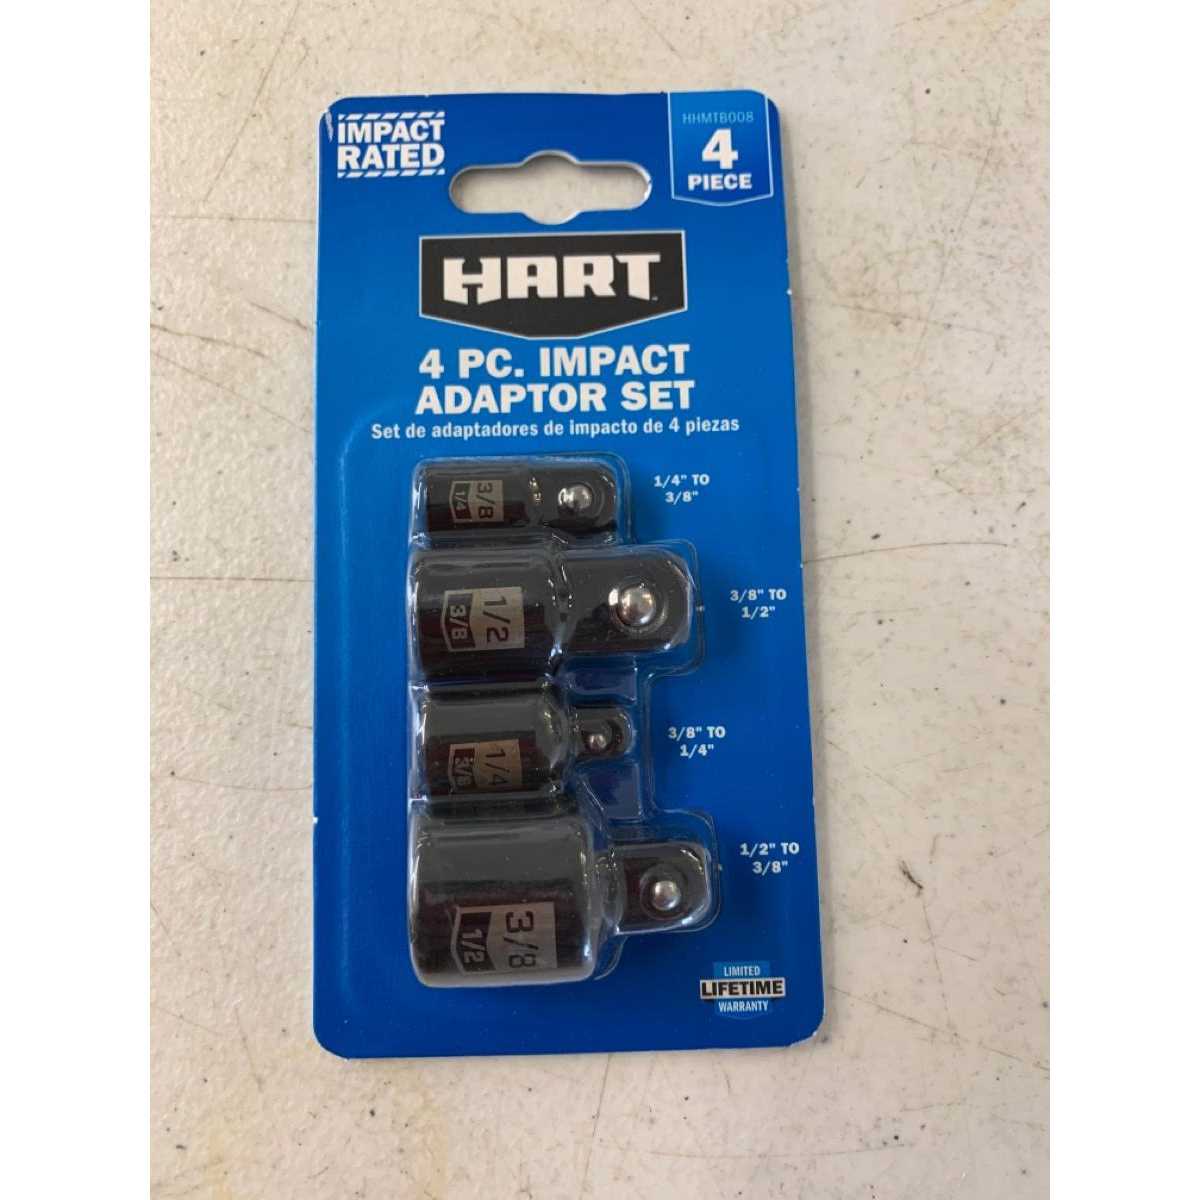 IMPACT
RATED
HHMTB008
4
PIECE
HART
4 PC. IMPACT
ADAPTOR SET
Set de adaptadores de impacto de 4 piezas
3/8
1/4
1/4" TO
3/8"
1/2
3/8
3/8" TO
1/2"
1/4
3/8
3/8" TO
1/4"
3/8
1/2
1/2" TO
3/8"
LIMITED
LIFETIME
WARRANTY